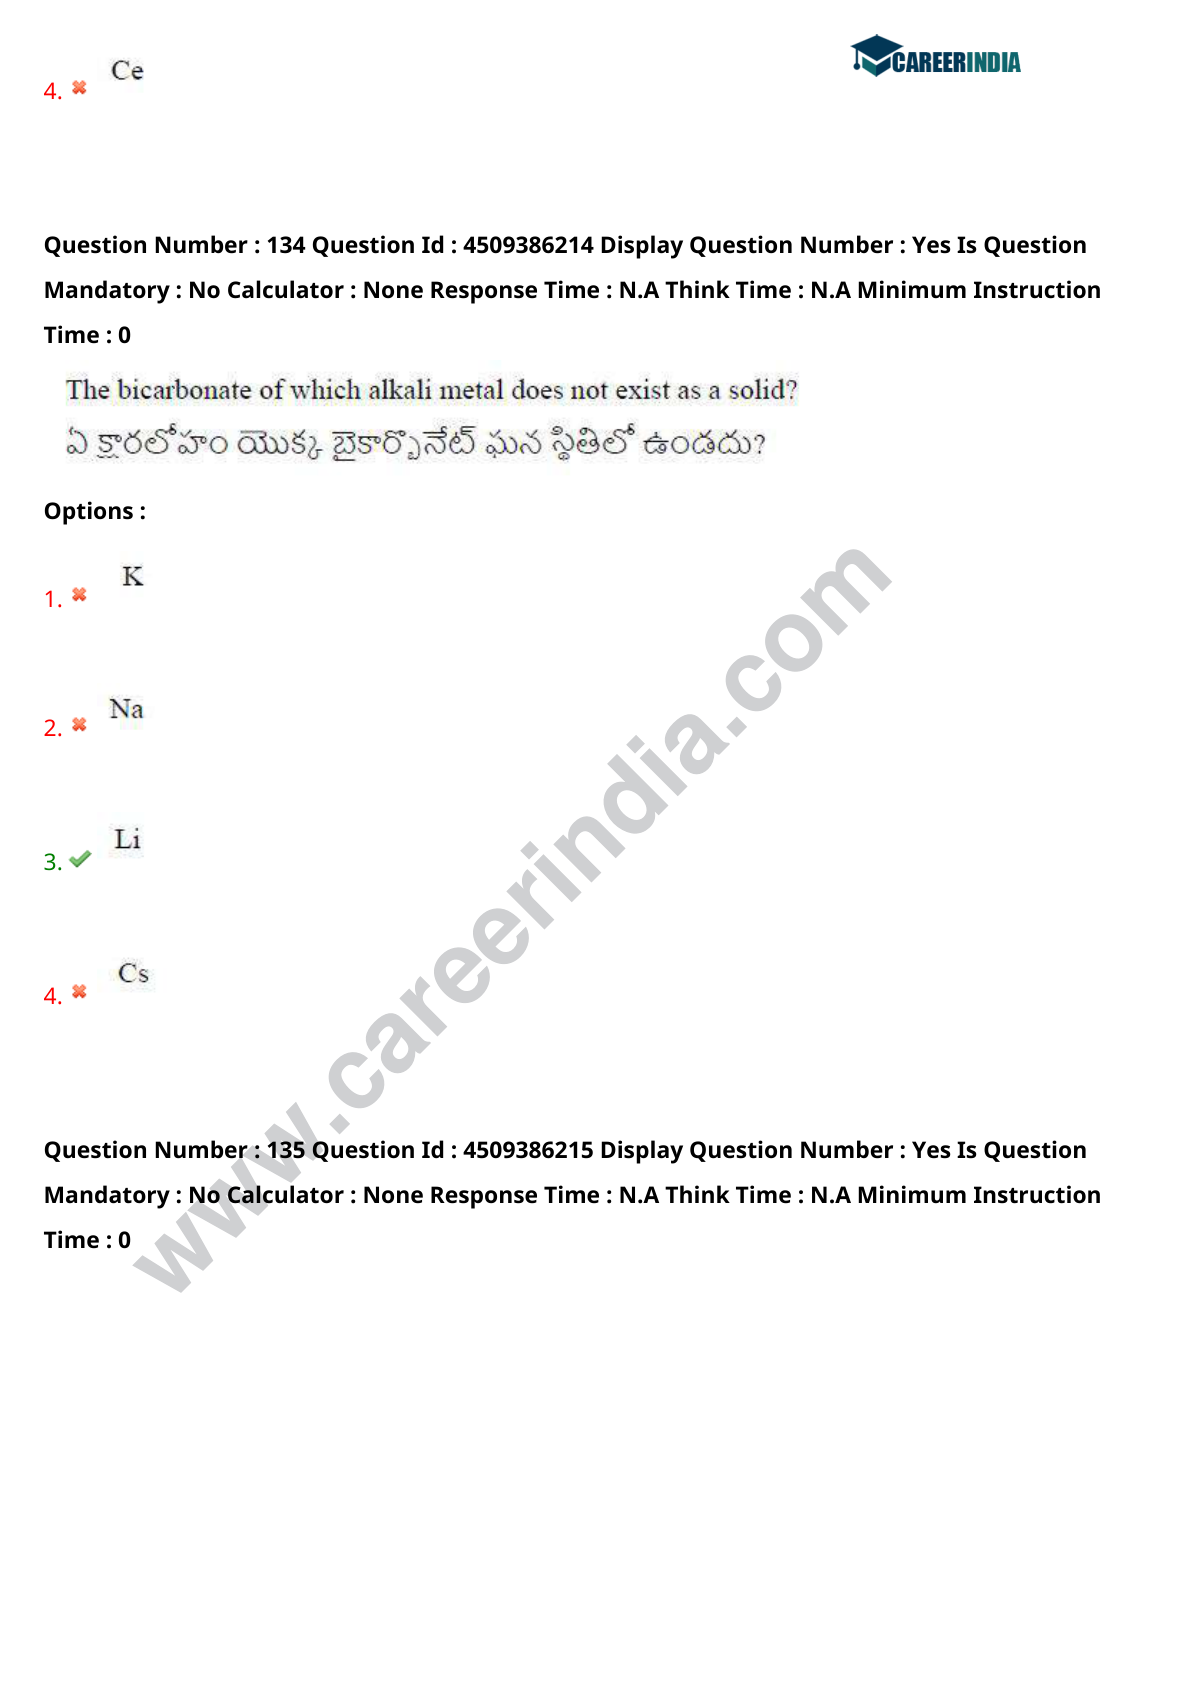 CAREERINDIA
Ce
4.
Question Number : 134 Question Id : 4509386214 Display Question Number : Yes Is Question
Mandatory : No Calculator : None Response Time : N.A Think Time : N.A Minimum Instruction
Time : 0
The bicarbonate of which alkali metal does not exist as a solid?
ఏ క్షారలోహం యొక్క బైకార్బొనేట్ ఘన స్థితిలో ఉండదు?
Options :
K
1.
Na
2.
Li
3.
Cs
4.
Question Number : 135 Question Id : 4509386215 Display Question Number : Yes Is Question
Mandatory : No Calculator : None Response Time : N.A Think Time : N.A Minimum Instruction
Time : 0
www.careerindia.com